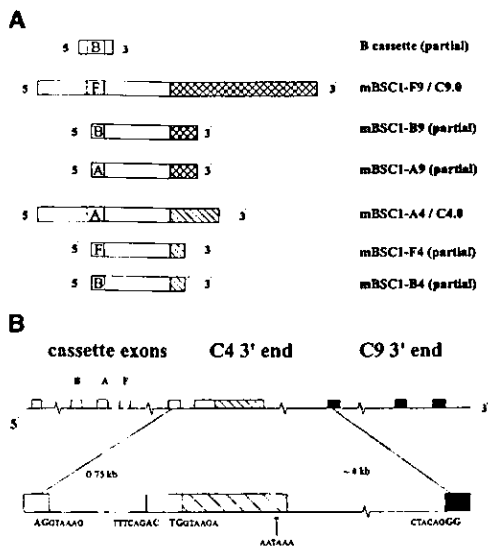 A
5 B 3 B cassette (partial)
5 F 3 mBSC1-F9 / C9.0
5 B 3' mBSC1-B9 (partial)
5 A 3' mBSC1-A9 (partial)
5 A 3' mBSC1-A4 / C4.0
5 F 3' mBSC1-F4 (partial)
5 B 3' mBSC1-B4 (partial)
B
cassette exons C4 3' end C9 3' end
B A F
5' 3'
0.75 kb ~4 kb
AGGTAAAG TTTCAGAC TGGTAAGA CTACAGGG
AATAAA